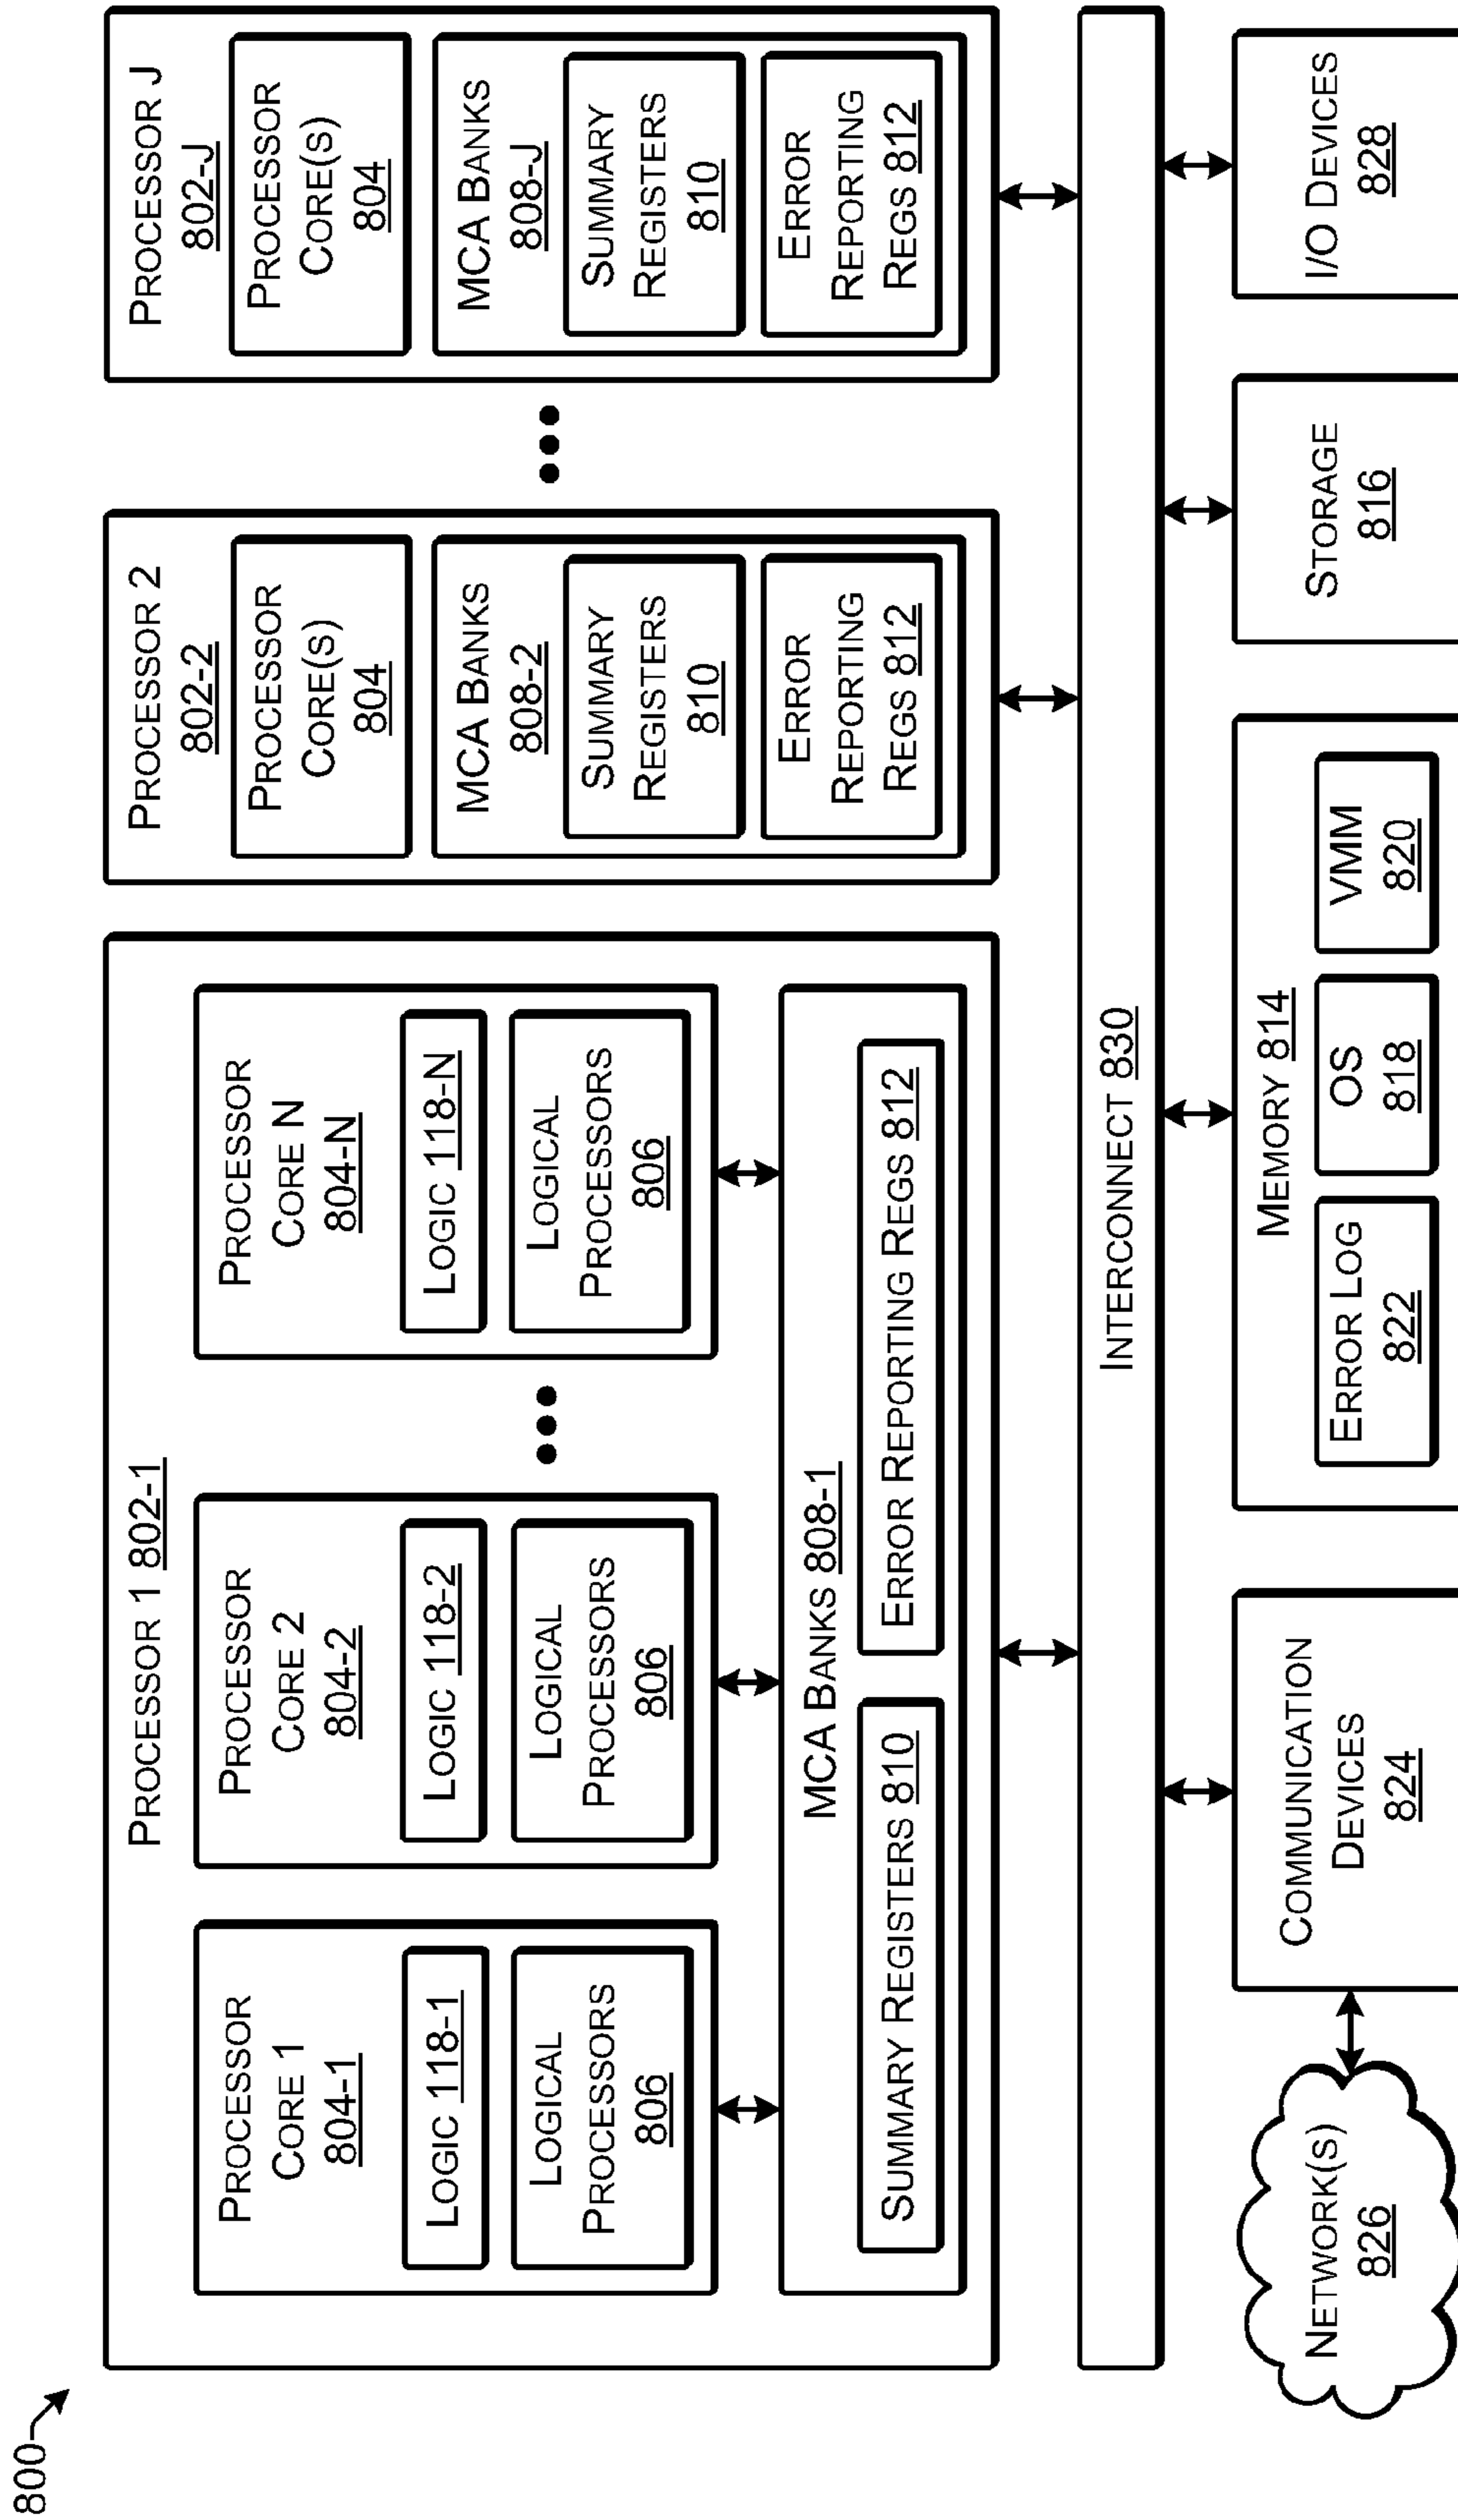 800
PROCESSOR 1 802-1
PROCESSOR
CORE 1
804-1
LOGIC 118-1
LOGICAL
PROCESSORS
806
PROCESSOR
CORE 2
804-2
LOGIC 118-2
LOGICAL
PROCESSORS
806
PROCESSOR
CORE N
804-N
LOGIC 118-N
LOGICAL
PROCESSORS
806
MCA BANKS 808-1
SUMMARY REGISTERS 810
ERROR REPORTING REGS 812
PROCESSOR 2
802-2
PROCESSOR
CORE(S)
804
MCA BANKS
808-2
SUMMARY
REGISTERS
810
ERROR
REPORTING
REGS 812
PROCESSOR J
802-J
PROCESSOR
CORE(S)
804
MCA BANKS
808-J
SUMMARY
REGISTERS
810
ERROR
REPORTING
REGS 812
INTERCONNECT 830
NETWORK(S)
826
COMMUNICATION
DEVICES
824
MEMORY 814
ERROR LOG
822
OS
818
VMM
820
STORAGE
816
I/O DEVICES
828